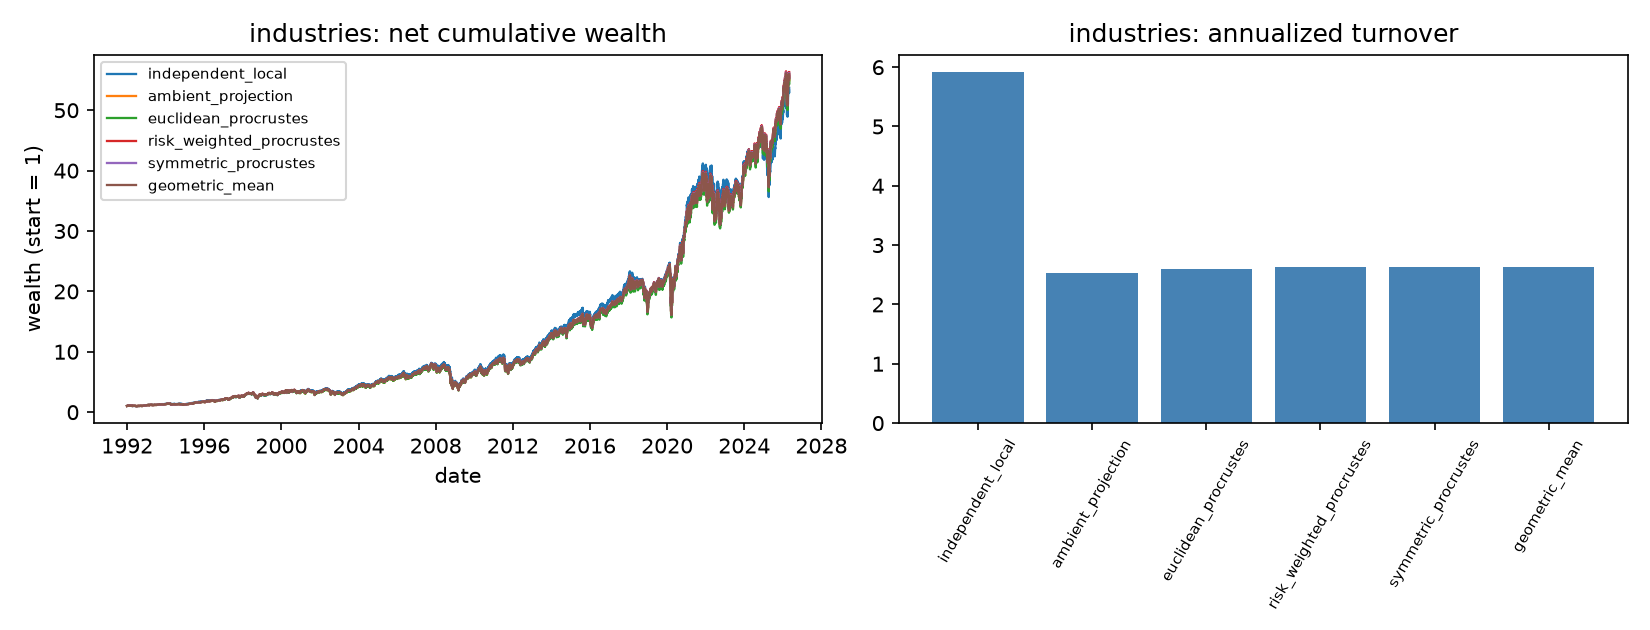 industries: net cumulative wealth
wealth (start = 1)
50
40
30
20
10
0
independent_local
ambient_projection
euclidean_procrustes
risk_weighted_procrustes
symmetric_procrustes
geometric_mean
1992 1996 2000 2004 2008 2012 2016 2020 2024 2028
date
industries: annualized turnover
6
5
4
3
2
1
0
independent_local
ambient_projection
euclidean_procrustes
risk_weighted_procrustes
symmetric_procrustes
geometric_mean